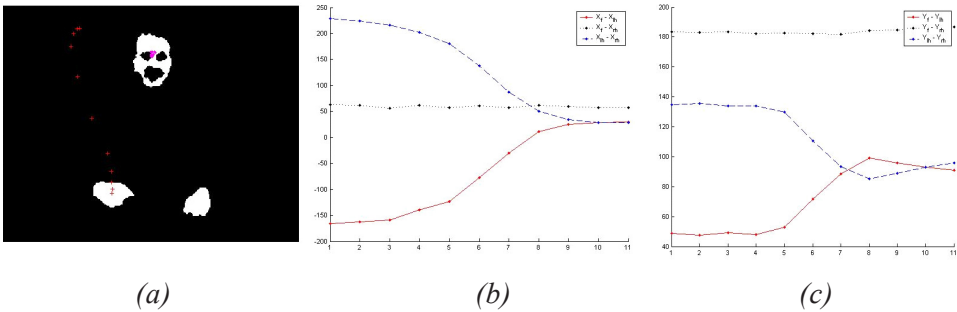 250
200
150
100
50
0
-50
-100
-150
-200
1 2 3 4 5 6 7 8 9 10 11
X_f - X_lh
X_f - X_rh
X_lh - X_rh
200
180
160
140
120
100
80
60
40
1 2 3 4 5 6 7 8 9 10 11
Y_f - Y_lh
Y_f - Y_rh
Y_lh - Y_rh
(a) (b) (c)